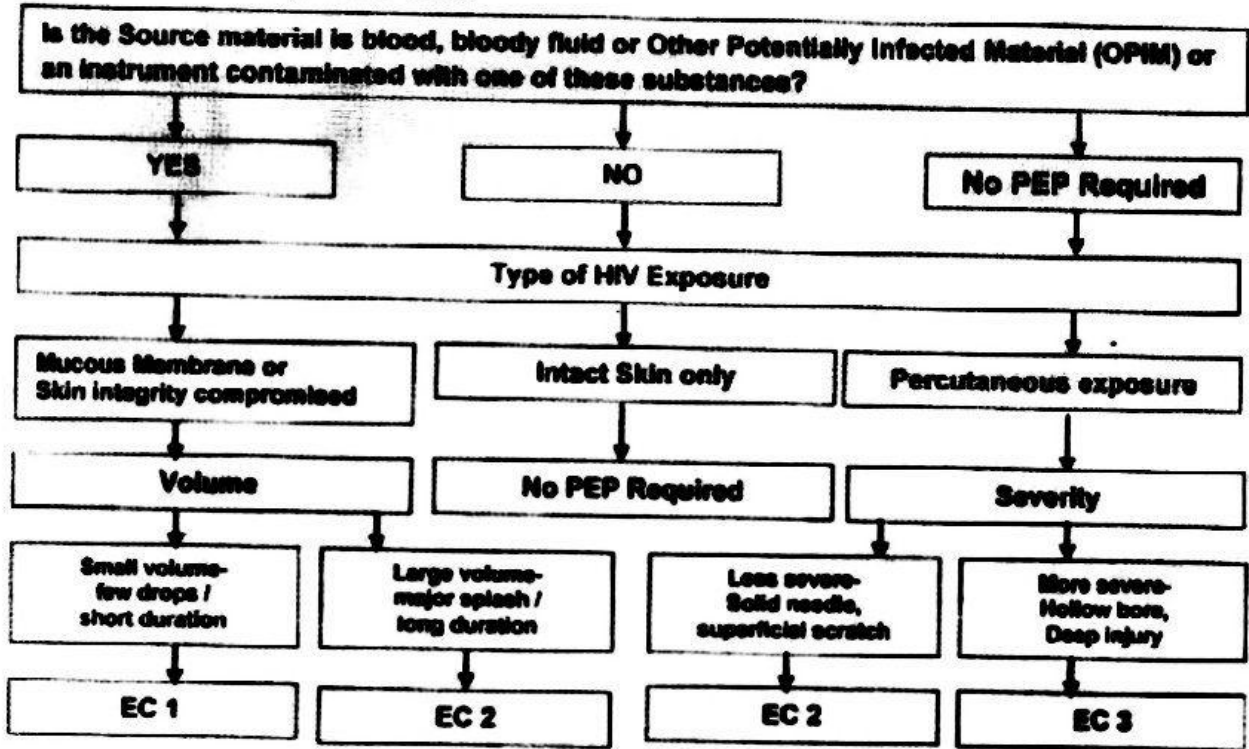 Is the Source material is blood, bloody fluid or Other Potentially Infected Material (OPIM) or
an instrument contaminated with one of these substances?
YES
NO
No PEP Required
Type of HIV Exposure
Mucous Membrane or
Skin integrity compromised
Intact Skin only
Percutaneous exposure
Volume
No PEP Required
Severity
Small volume-
few drops /
short duration
Large volume-
major splash /
long duration
Less severe-
Solid needle,
superficial scratch
More severe-
Hollow bore,
Deep injury
EC 1
EC 2
EC 2
EC 3